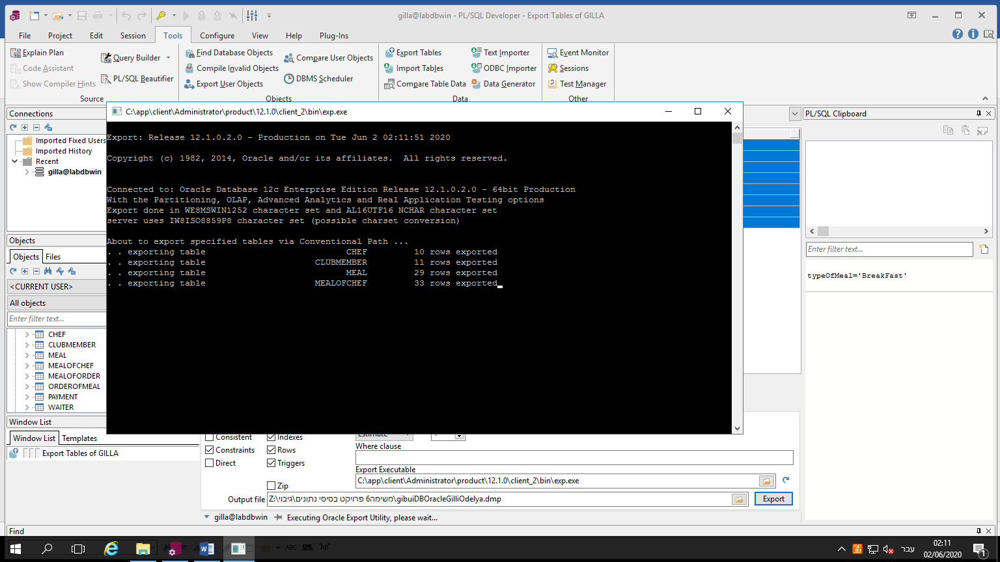 gilla@labdbwin - PL/SQL Developer - Export Tables of GILLA
File Project Edit Session Tools Configure View Help Plug-Ins
Explain Plan
Code Assistant
Show Compiler Hints
Query Builder
PL/SQL Beautifier
Source
Find Database Objects
Compile Invalid Objects
Export User Objects
Compare User Objects
DBMS Scheduler
Objects
Export Tables
Import Tables
Compare Table Data
Text Importer
ODBC Importer
Data Generator
Data
Event Monitor
Sessions
Test Manager
Other
Connections
Imported Fixed Users
Imported History
Recent
gilla@labdbwin
Objects
Objects Files
<CURRENT USER>
All objects
Enter filter text...
CHEF
CLUBMEMBER
MEAL
MEALOFCHEF
MEALOFORDER
ORDEROFMEAL
PAYMENT
WAITER
Window List
Window List Templates
Export Tables of GILLA
C:\app\client\Administrator\product\12.1.0\client_2\bin\exp.exe
Export: Release 12.1.0.2.0 - Production on Tue Jun 2 02:11:51 2020
Copyright (c) 1982, 2014, Oracle and/or its affiliates.  All rights reserved.
Connected to: Oracle Database 12c Enterprise Edition Release 12.1.0.2.0 - 64bit Production
With the Partitioning, OLAP, Advanced Analytics and Real Application Testing options
Export done in WE8MSWIN1252 character set and AL16UTF16 NCHAR character set
server uses IW8ISO8859P8 character set (possible charset conversion)
About to export specified tables via Conventional Path ...
. . exporting table CHEF 10 rows exported
. . exporting table CLUBMEMBER 11 rows exported
. . exporting table MEAL 29 rows exported
. . exporting table MEALOFCHEF 33 rows exported
PL/SQL Clipboard
Enter filter text...
typeOfMeal='BreakFast'
Consistent Indexes Estimate
Constraints Rows
Direct Triggers
Zip
Where clause
Export Executable
C:\app\client\Administrator\product\12.1.0\client_2\bin\exp.exe
Output file Z:\משימה6 פרויקט בסיסי נתונים\גיבוי\gibuiDBOracleGilliOdelya.dmp Export
gilla@labdbwin Executing Oracle Export Utility, please wait...
Find
ABC
"AB"
עבר
02:11
02/06/2020
1